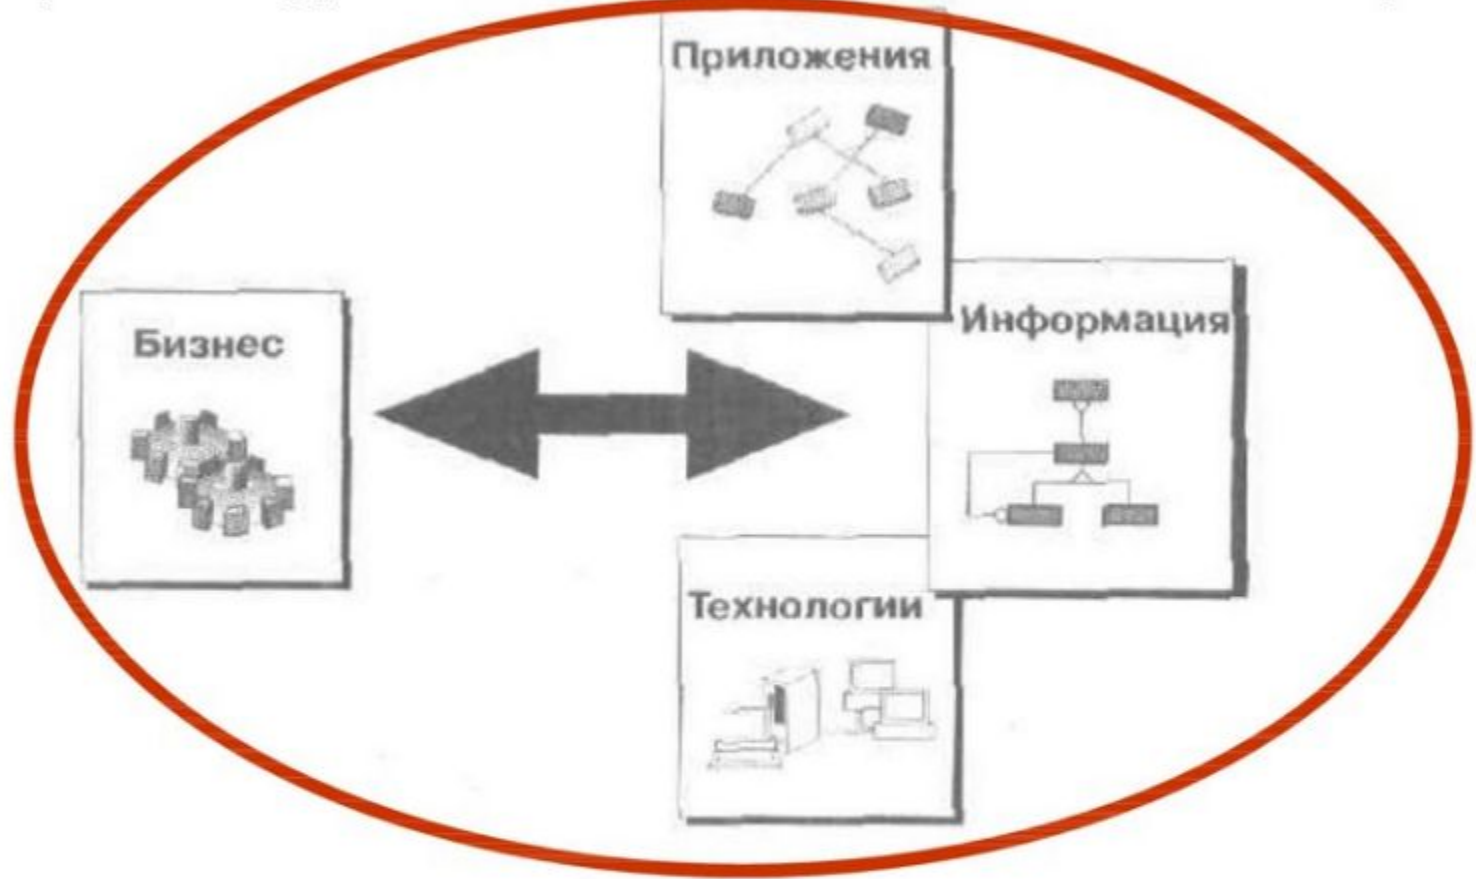 Приложения
Информация
Бизнес
Технологии